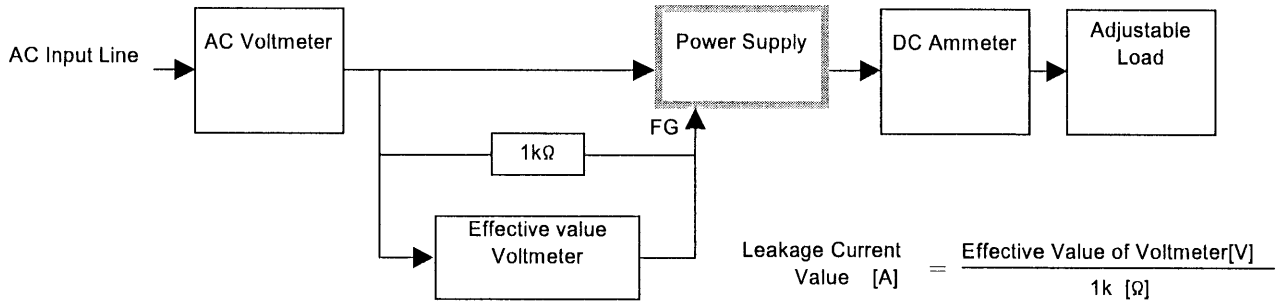 AC Input Line
AC Voltmeter
Power Supply
DC Ammeter
Adjustable
Load
FG
1kΩ
Effective value
Voltmeter
Leakage Current
Value [A]
=
Effective Value of Voltmeter[V]
1k [Ω]